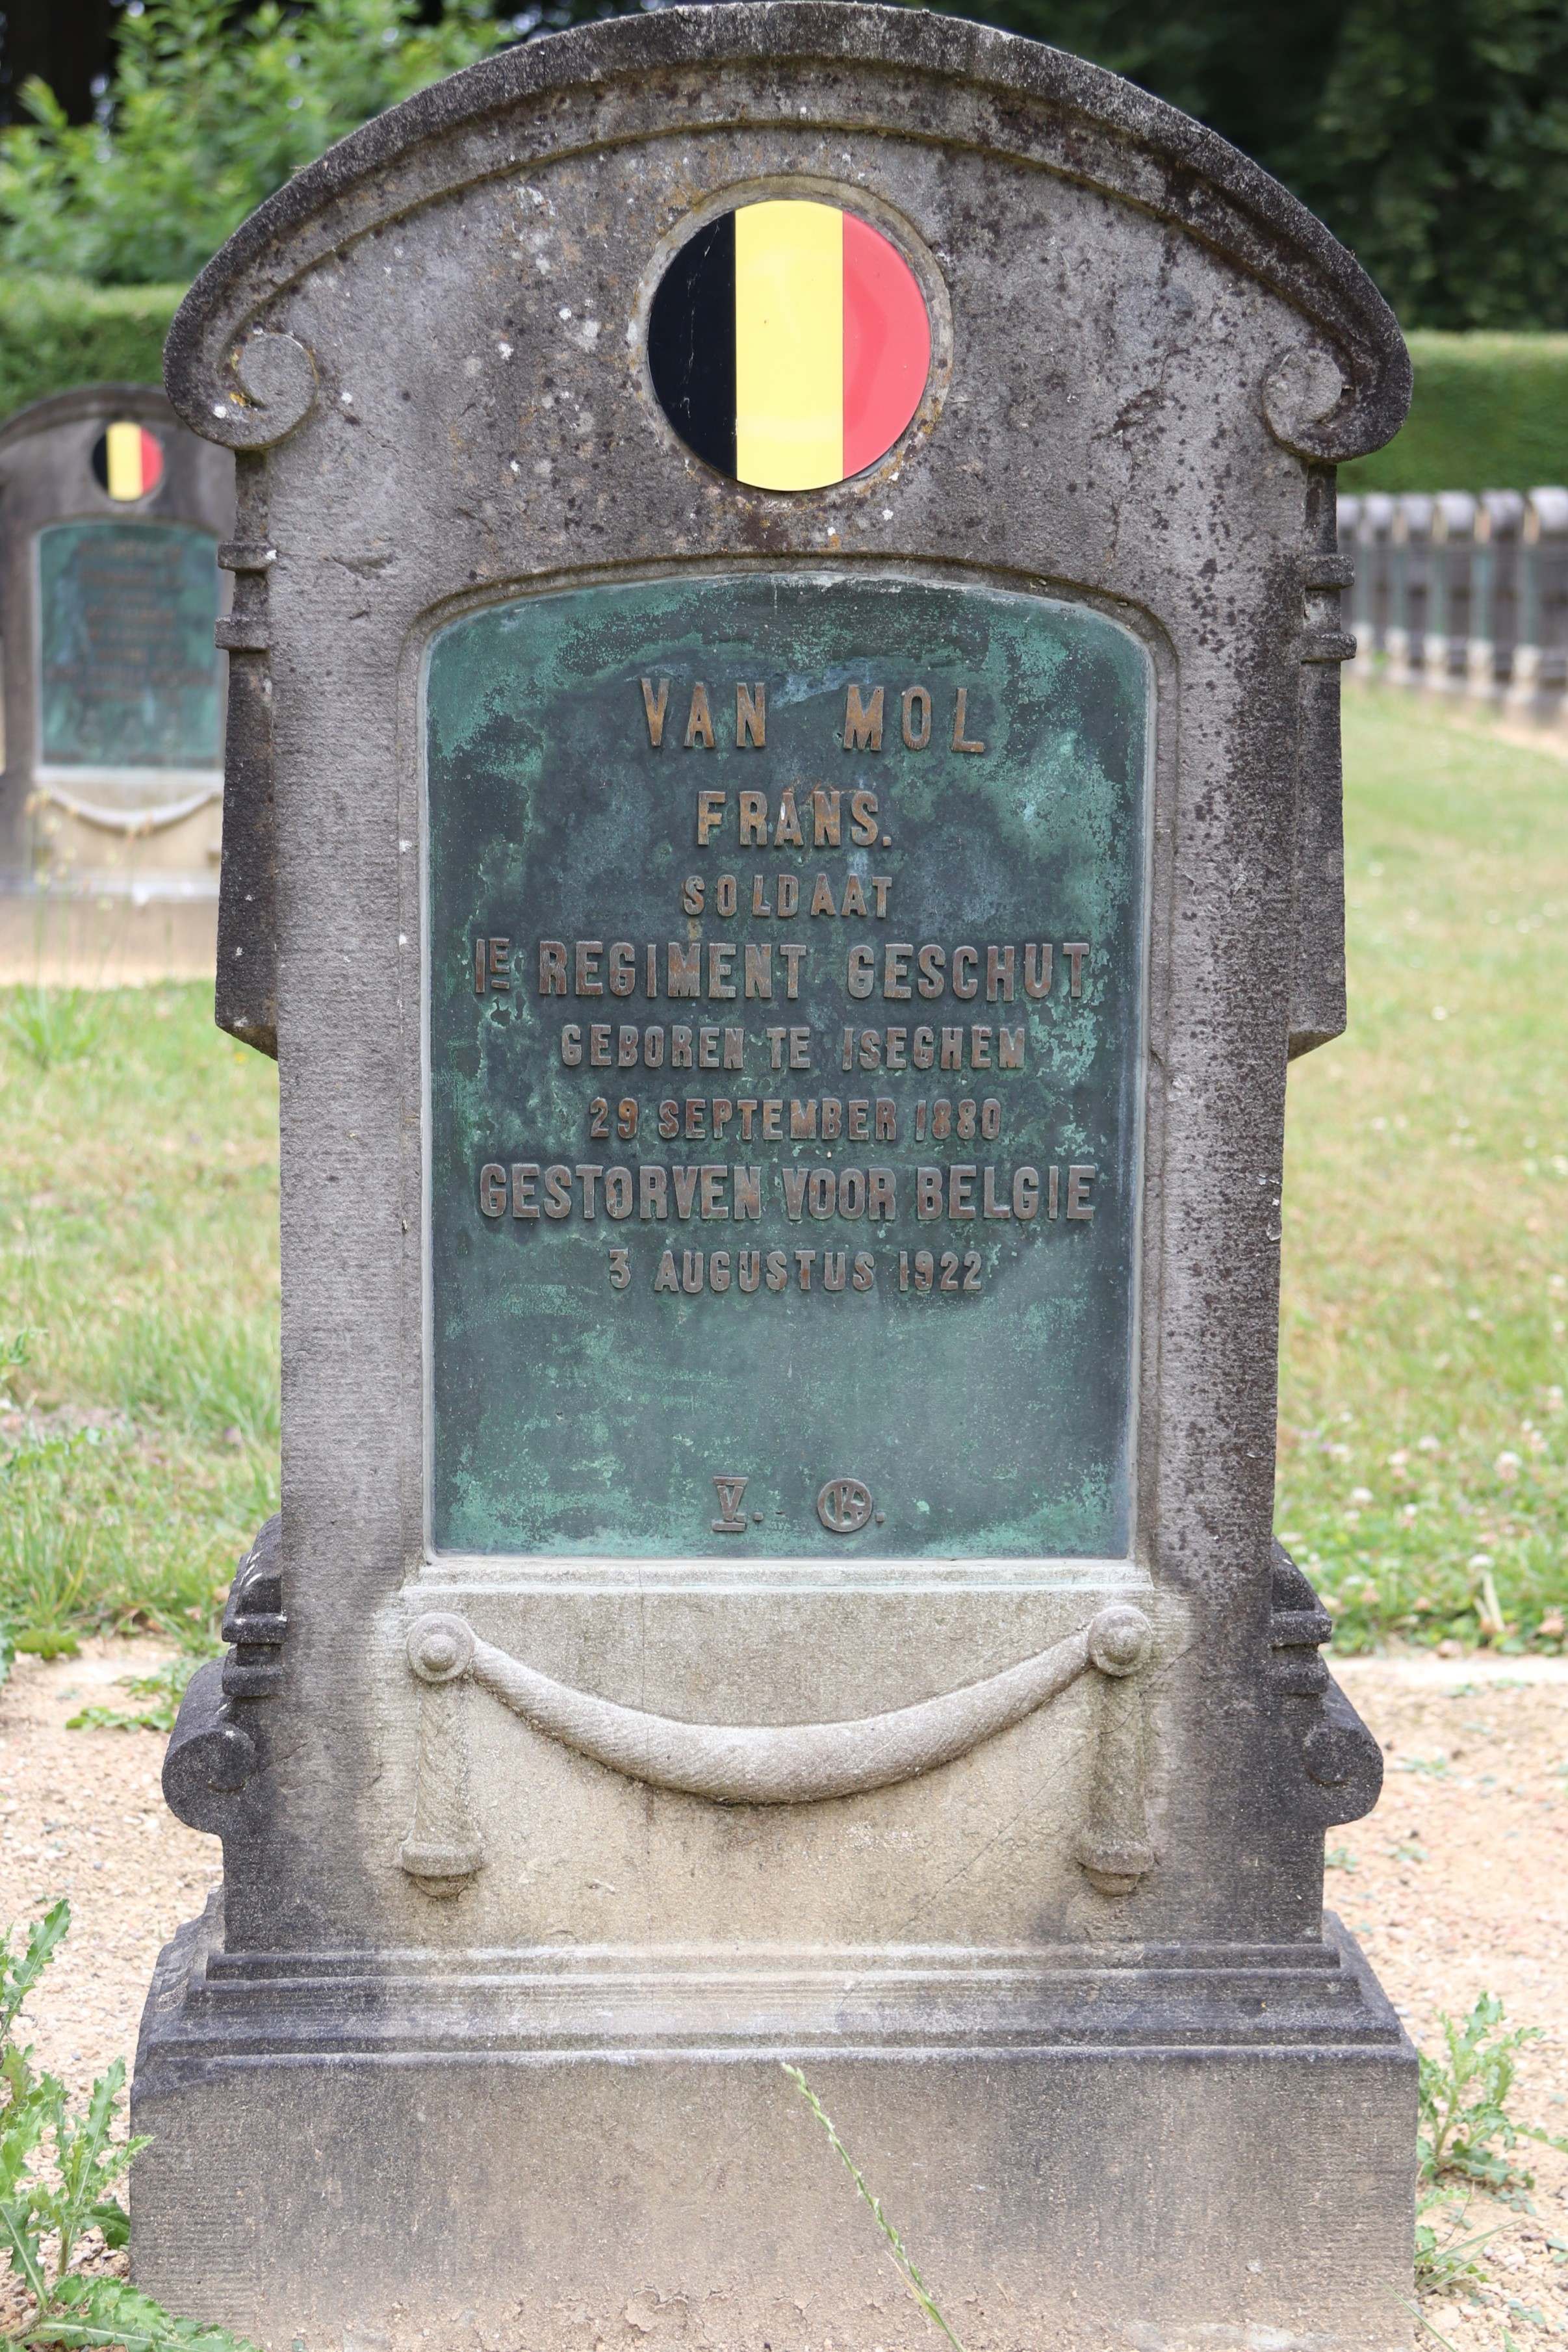 VAN MOL
FRANS.
SOLDAAT
1E REGIMENT GESCHUT
GEBOREN TE ISEGHEM
29 SEPTEMBER 1880
GESTORVEN VOOR BELGIE
3 AUGUSTUS 1922
V.